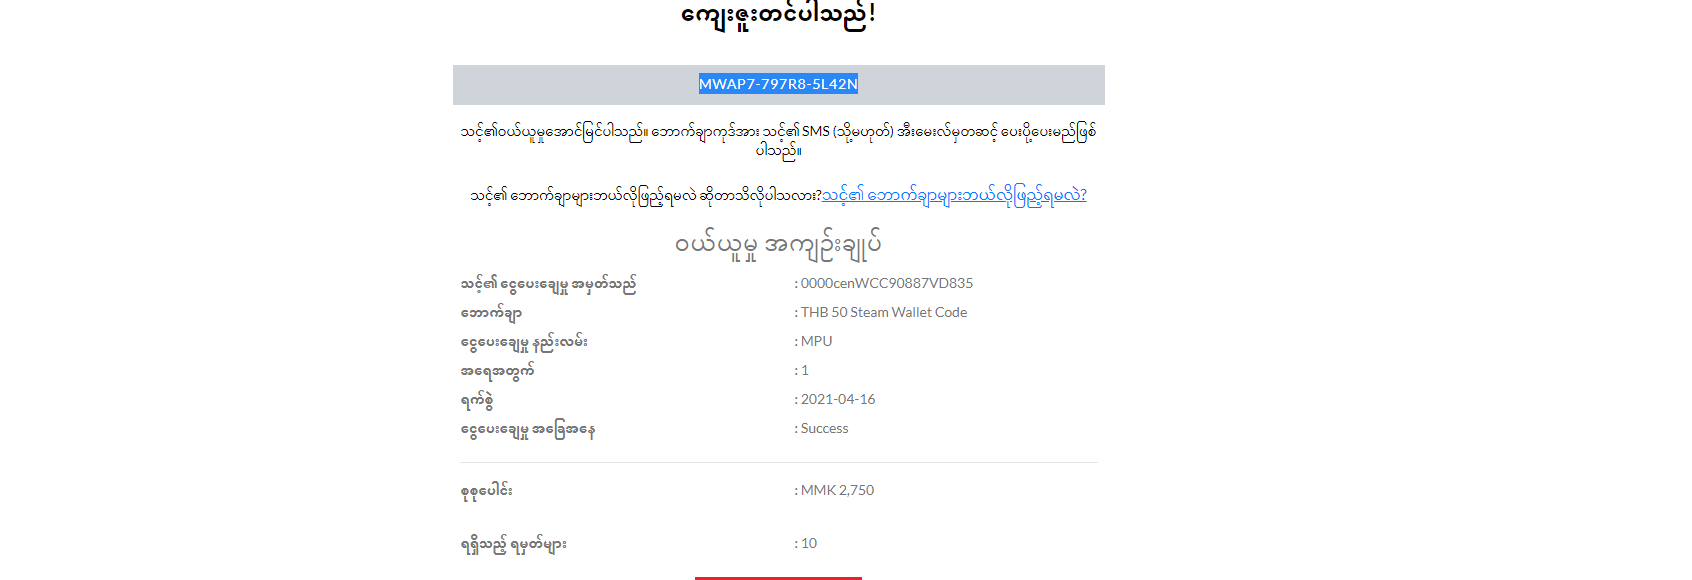 ကျေးဇူးတင်ပါသည်!
MWAP7-797R8-5L42N
သင့်၏ဝယ်ယူမှုအောင်မြင်ပါသည်။ ဘောက်ချာကုဒ်အား သင့်၏ SMS (သို့မဟုတ်) အီးမေးလ်မှတဆင့် ပေးပို့ပေးမည်ဖြစ်
ပါသည်။
သင့်၏ ဘောက်ချာများဘယ်လိုဖြည့်ရမလဲ ဆိုတာသိလိုပါသလား?သင့်၏ ဘောက်ချာများဘယ်လိုဖြည့်ရမလဲ?
ဝယ်ယူမှု အကျဉ်းချုပ်
သင့်၏ ငွေပေးချေမှု အမှတ်သည် : 0000cenWCC90887VD835
ဘောက်ချာ : THB 50 Steam Wallet Code
ငွေပေးချေမှု နည်းလမ်း : MPU
အရေအတွက် : 1
ရက်စွဲ : 2021-04-16
ငွေပေးချေမှု အခြေအနေ : Success
စုစုပေါင်း : MMK 2,750
ရရှိသည့် ရမှတ်များ : 10